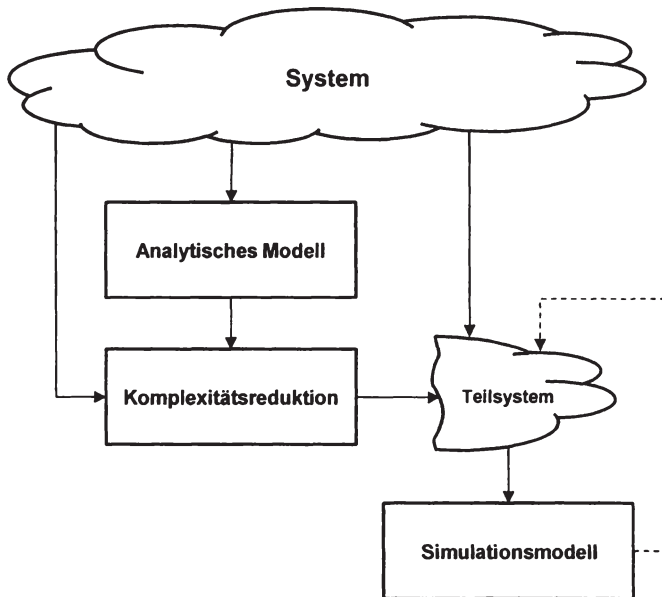 System
Analytisches Modell
Komplexitätsreduktion
Teilsystem
Simulationsmodell